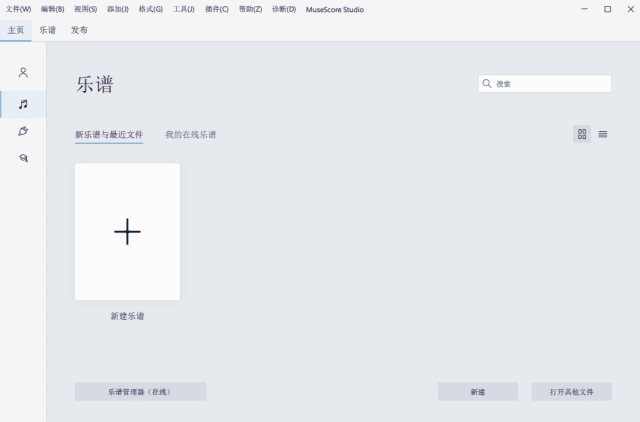 文件(W) 编辑(B) 视图(S) 添加(J) 格式(G) 工具(J) 插件(C) 帮助(Z) 诊断(D) MuseScore Studio
主页 乐谱 发布
乐谱
搜索
新乐谱与最近文件 我的在线乐谱
新建乐谱
乐谱管理器（在线） 新建 打开其他文件